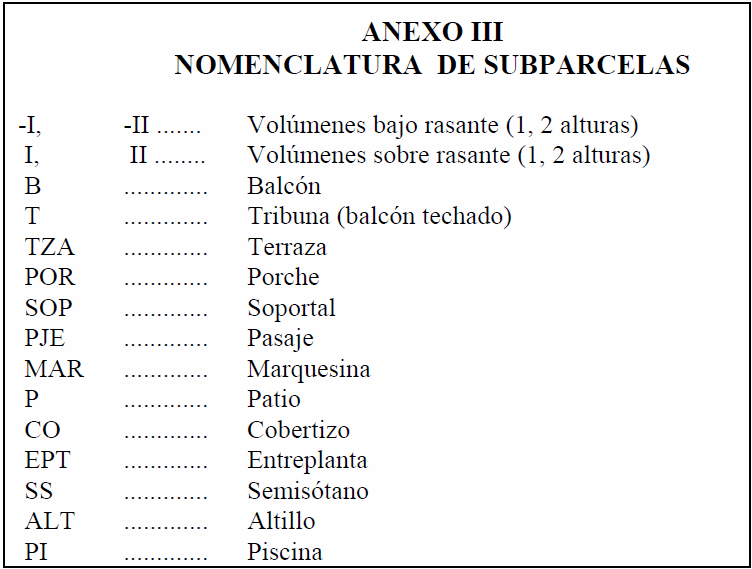 ANEXO III
NOMENCLATURA DE SUBPARCELAS
-I, -II ....... Volúmenes bajo rasante (1, 2 alturas)
I, II ........ Volúmenes sobre rasante (1, 2 alturas)
B ............. Balcón
T ............. Tribuna (balcón techado)
TZA ............. Terraza
POR ............. Porche
SOP ............. Soportal
PJE ............. Pasaje
MAR ............. Marquesina
P ............. Patio
CO ............. Cobertizo
EPT ............. Entreplanta
SS ............. Semisótano
ALT ............. Altillo
PI ............. Piscina